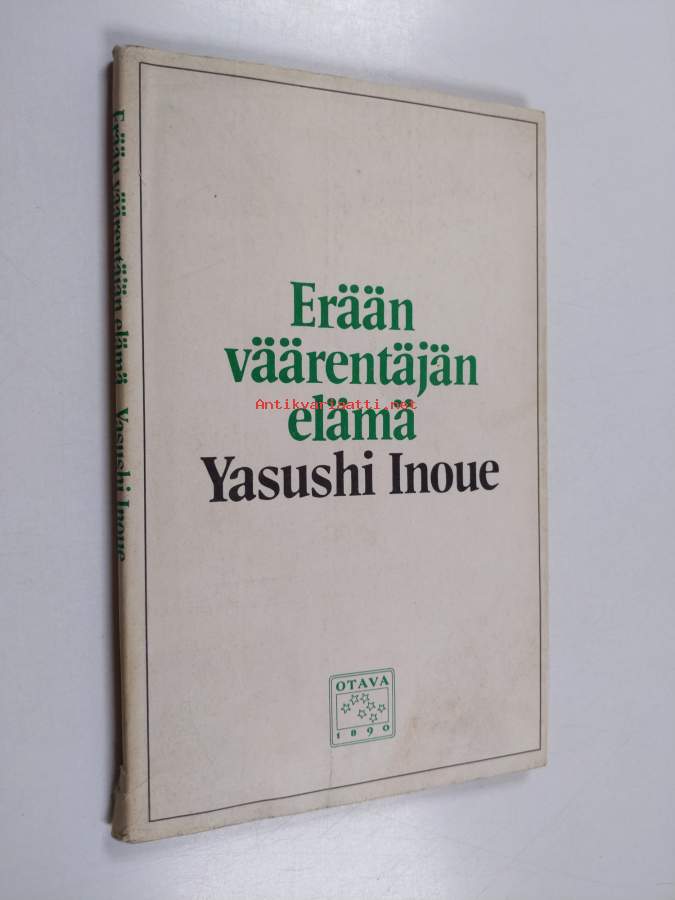 Erään väärentäjän elämä Yasushi Inoue
Erään
väärentäjän
Antikvariaatti.net
elämä
Yasushi Inoue
OTAVA
1890